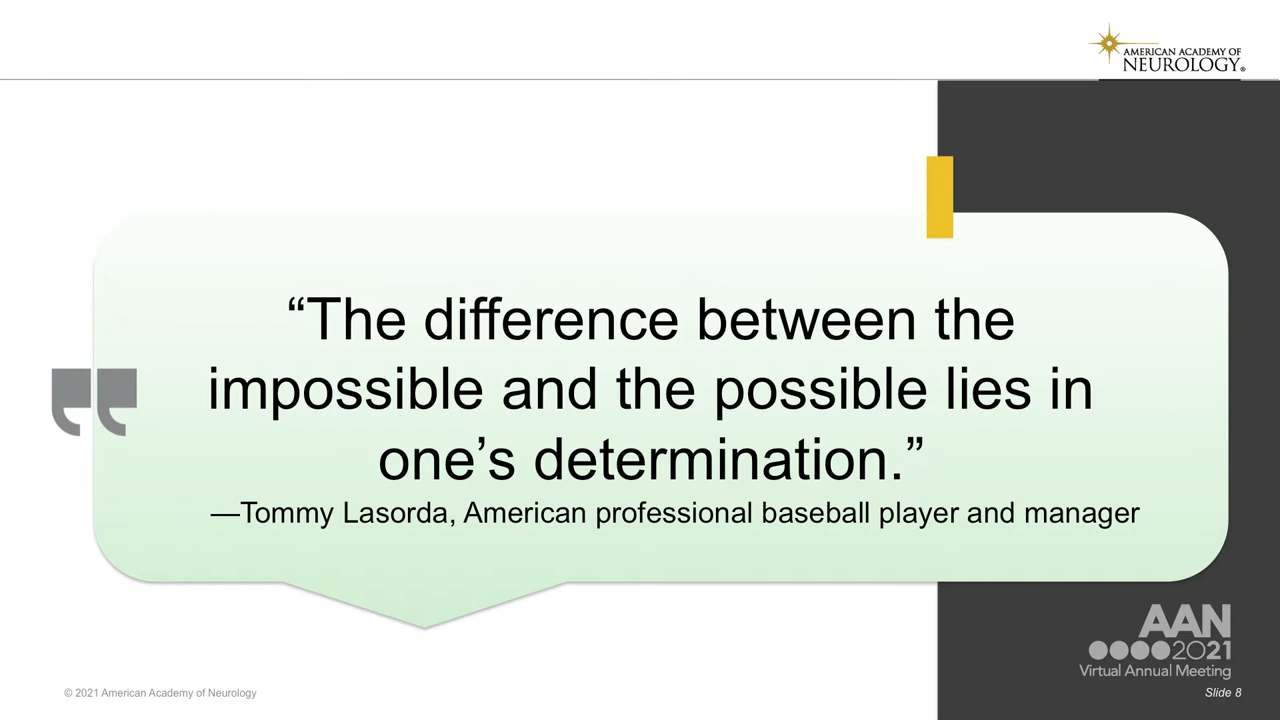 AMERICAN ACADEMY OF
NEUROLOGY®
“The difference between the
impossible and the possible lies in
one’s determination.”
—Tommy Lasorda, American professional baseball player and manager
AAN
2021
Virtual Annual Meeting
© 2021 American Academy of Neurology
Slide 8